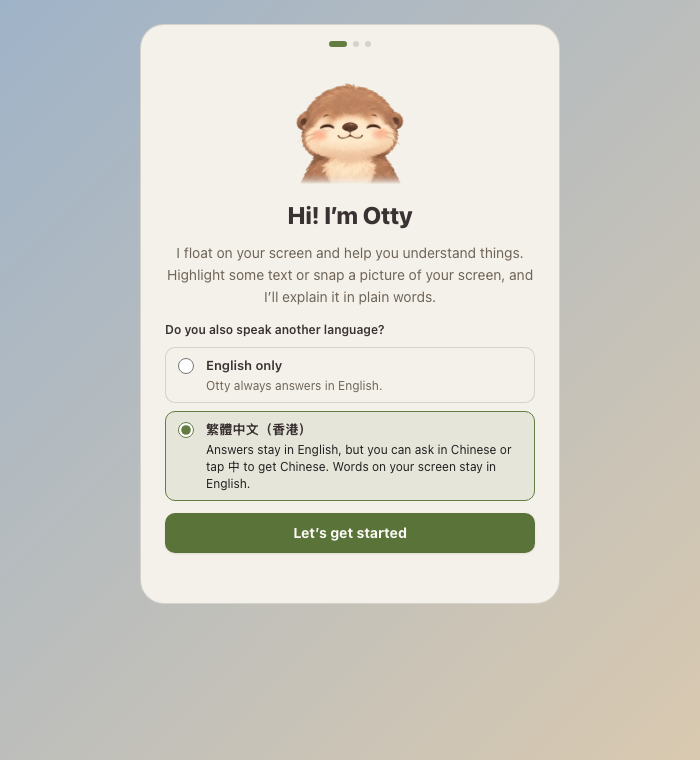 Hi! I’m Otty
I float on your screen and help you understand things.
Highlight some text or snap a picture of your screen, and
I’ll explain it in plain words.
Do you also speak another language?
English only
Otty always answers in English.
繁體中文（香港）
Answers stay in English, but you can ask in Chinese or
tap 中 to get Chinese. Words on your screen stay in
English.
Let’s get started